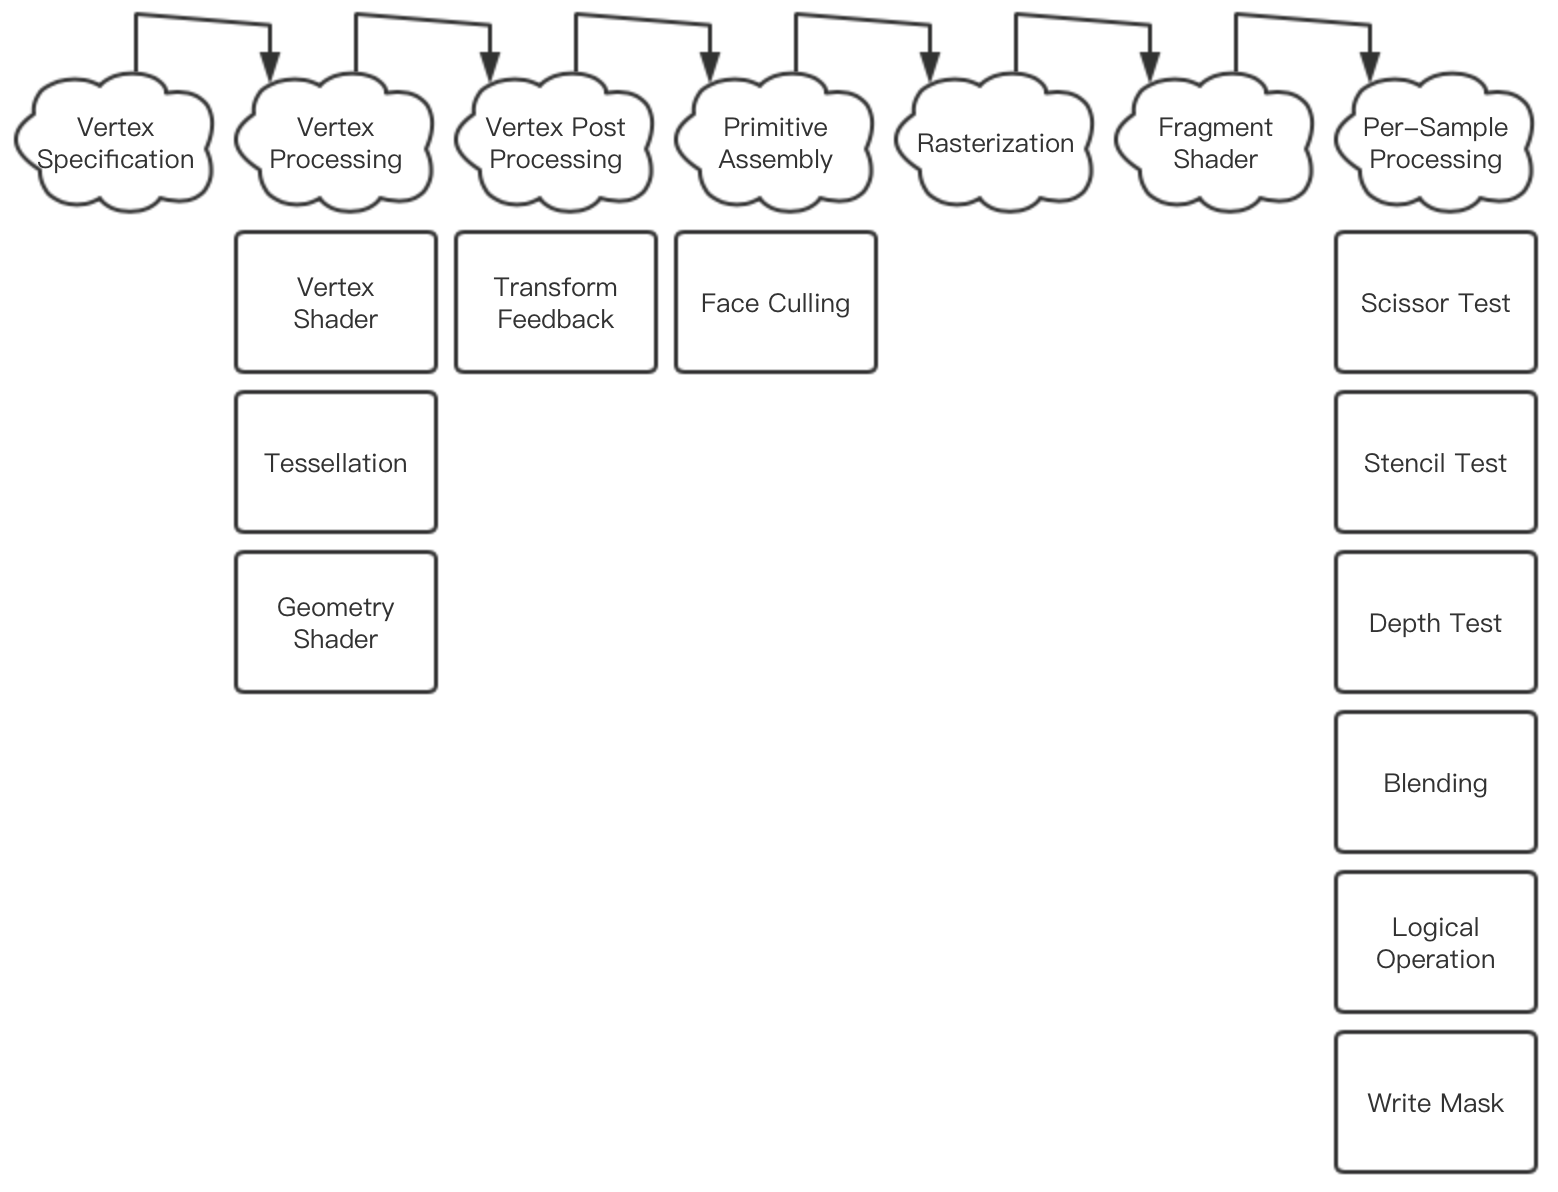 Vertex
Specification
Vertex
Processing
Vertex Post
Processing
Primitive
Assembly
Rasterization
Fragment
Shader
Per–Sample
Processing
Vertex
Shader
Transform
Feedback
Face Culling
Scissor Test
Tessellation
Stencil Test
Geometry
Shader
Depth Test
Blending
Logical
Operation
Write Mask